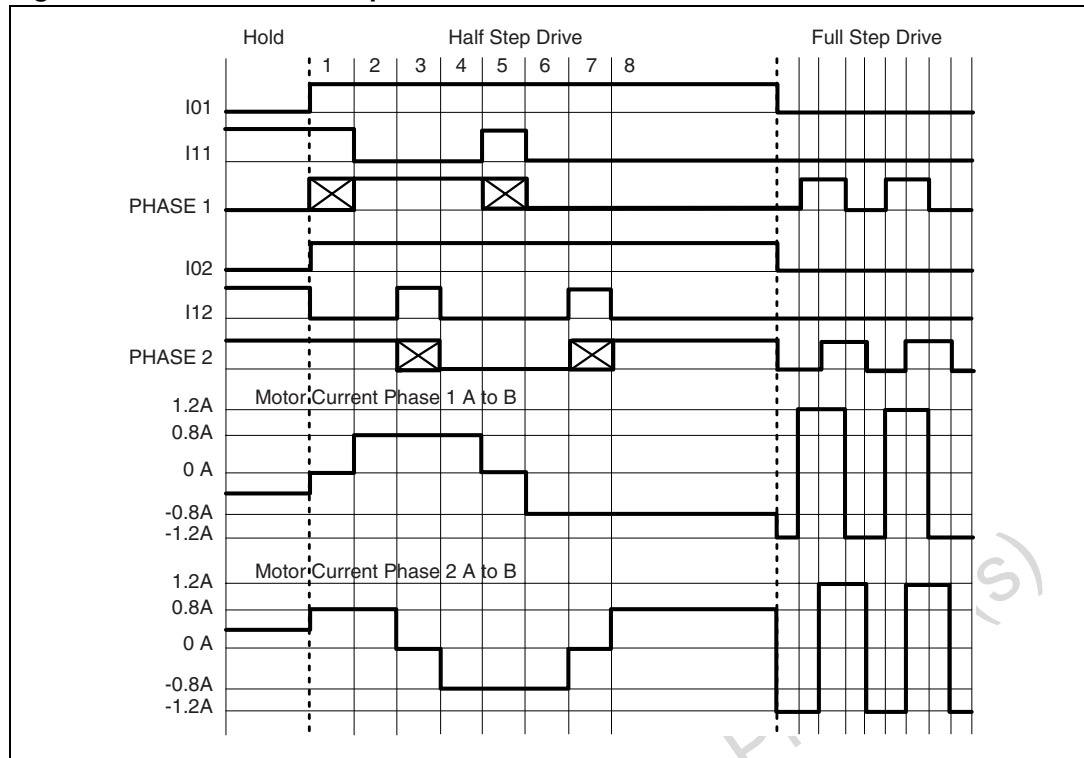 Hold Half Step Drive Full Step Drive
1 2 3 4 5 6 7 8
I01
I11
PHASE 1
I02
I12
PHASE 2
Motor Current Phase 1 A to B
1.2A
0.8A
0 A
-0.8A
-1.2A
Motor Current Phase 2 A to B
1.2A
0.8A
0 A
-0.8A
-1.2A
(s)